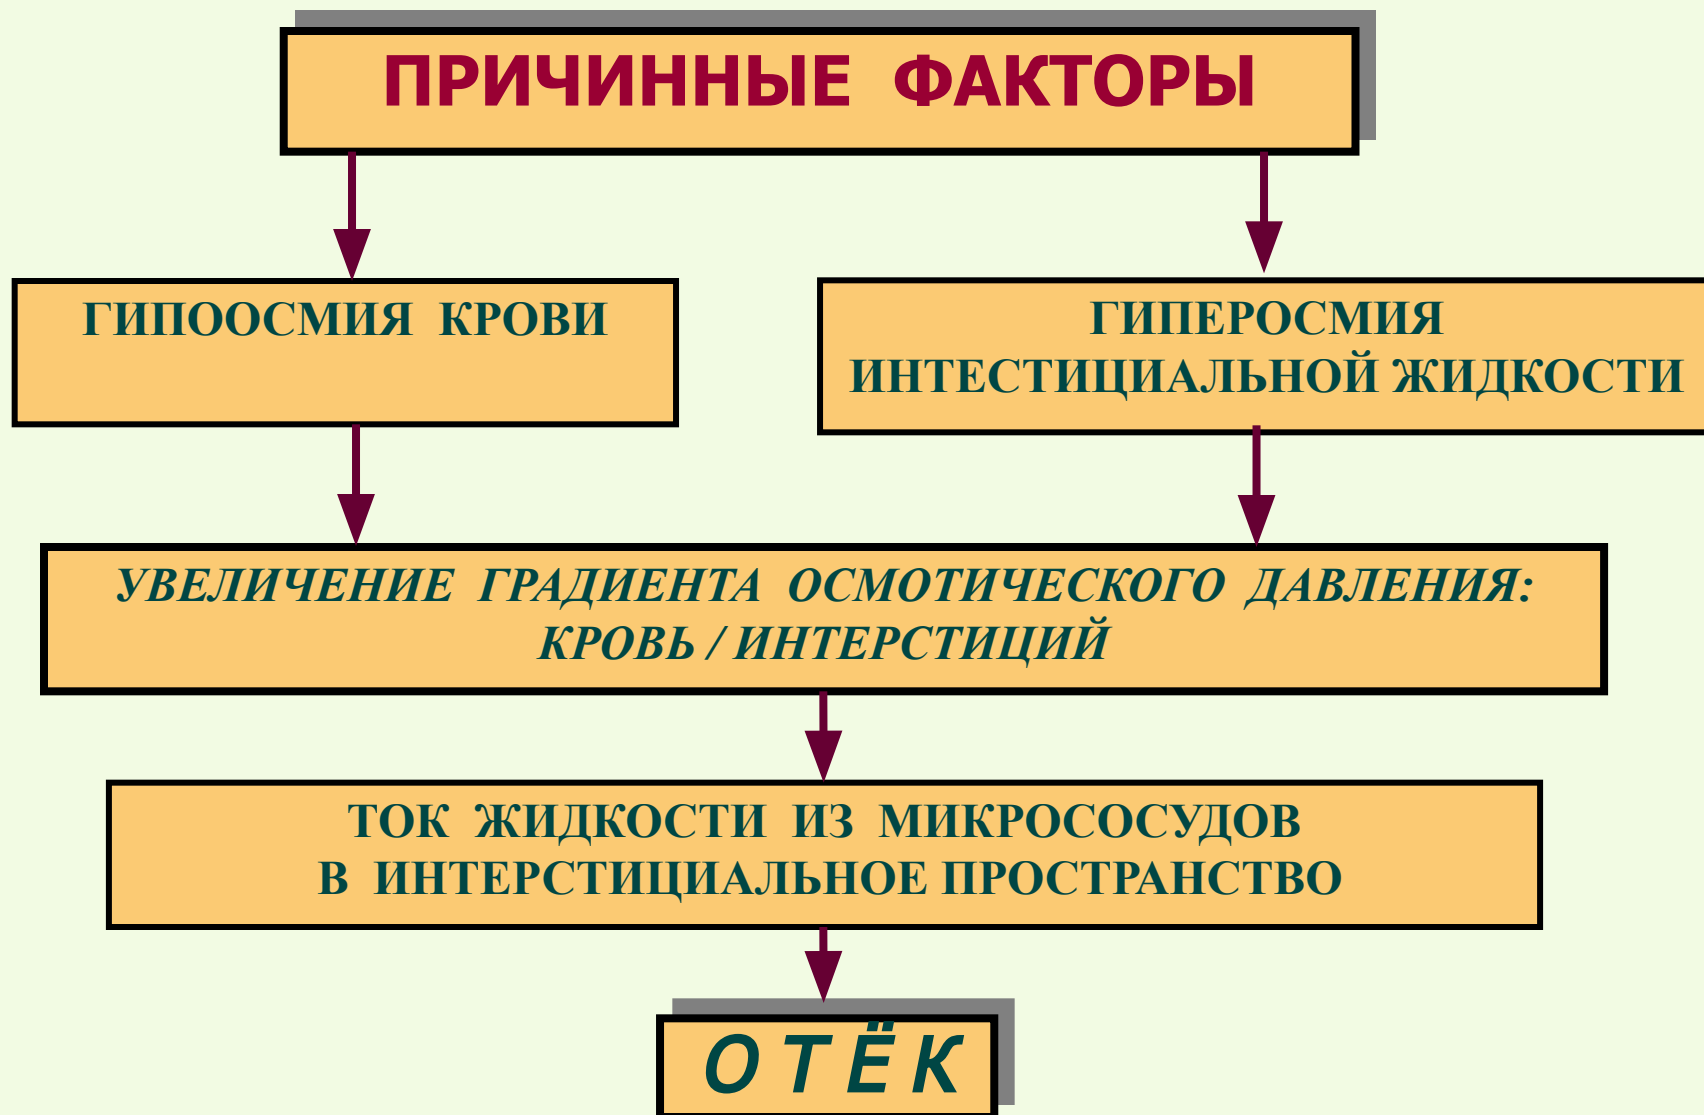 ПРИЧИННЫЕ ФАКТОРЫ
ГИПООСМИЯ КРОВИ
ГИПЕРОСМИЯ
ИНТЕСТИЦИАЛЬНОЙ ЖИДКОСТИ
УВЕЛИЧЕНИЕ ГРАДИЕНТА ОСМОТИЧЕСКОГО ДАВЛЕНИЯ:
КРОВЬ / ИНТЕРСТИЦИЙ
ТОК ЖИДКОСТИ ИЗ МИКРОСОСУДОВ
В ИНТЕРСТИЦИАЛЬНОЕ ПРОСТРАНСТВО
О Т Ё К